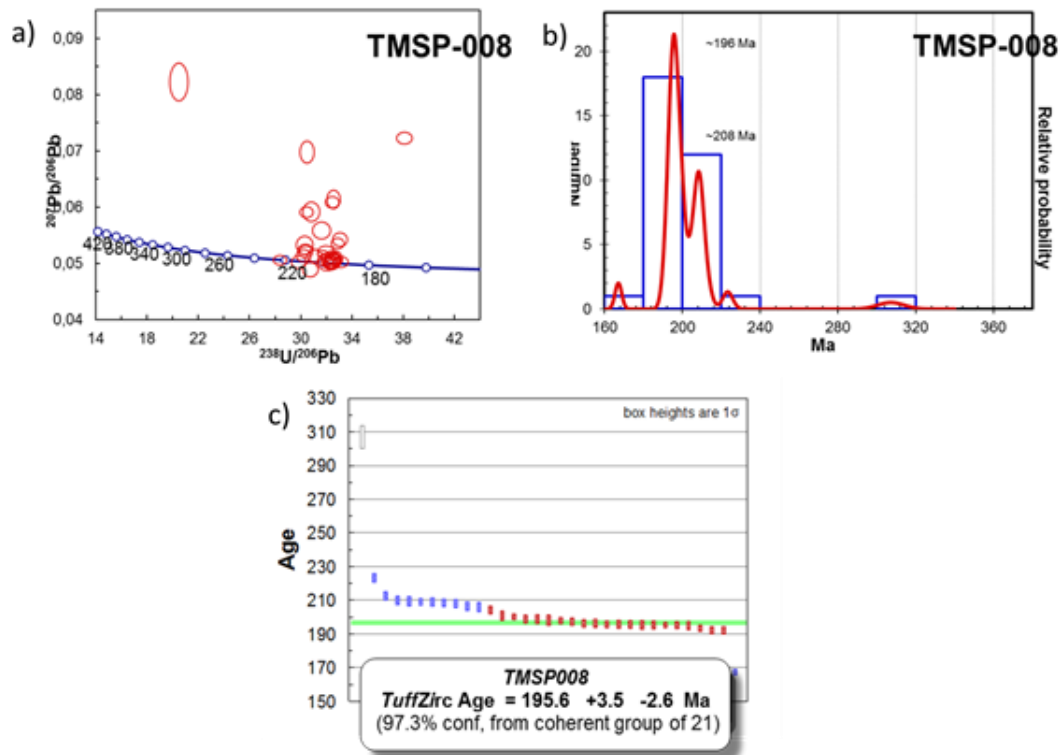 a)
TMSP-008
0,09
0,08
0,07
0,06
0,05
0,04
207Pb/206Pb
420 380 340 300 260 220 180
14 18 22 26 30 34 38 42
238U/206Pb
b)
TMSP-008
~196 Ma
~208 Ma
20
15
10
5
0
Number
Relative probability
160 200 240 280 320 360
Ma
c)
box heights are 1σ
330
310
290
270
250
230
210
190
170
150
Age
TMSP008
TuffZirc Age = 195.6 +3.5 -2.6 Ma
(97.3% conf, from coherent group of 21)